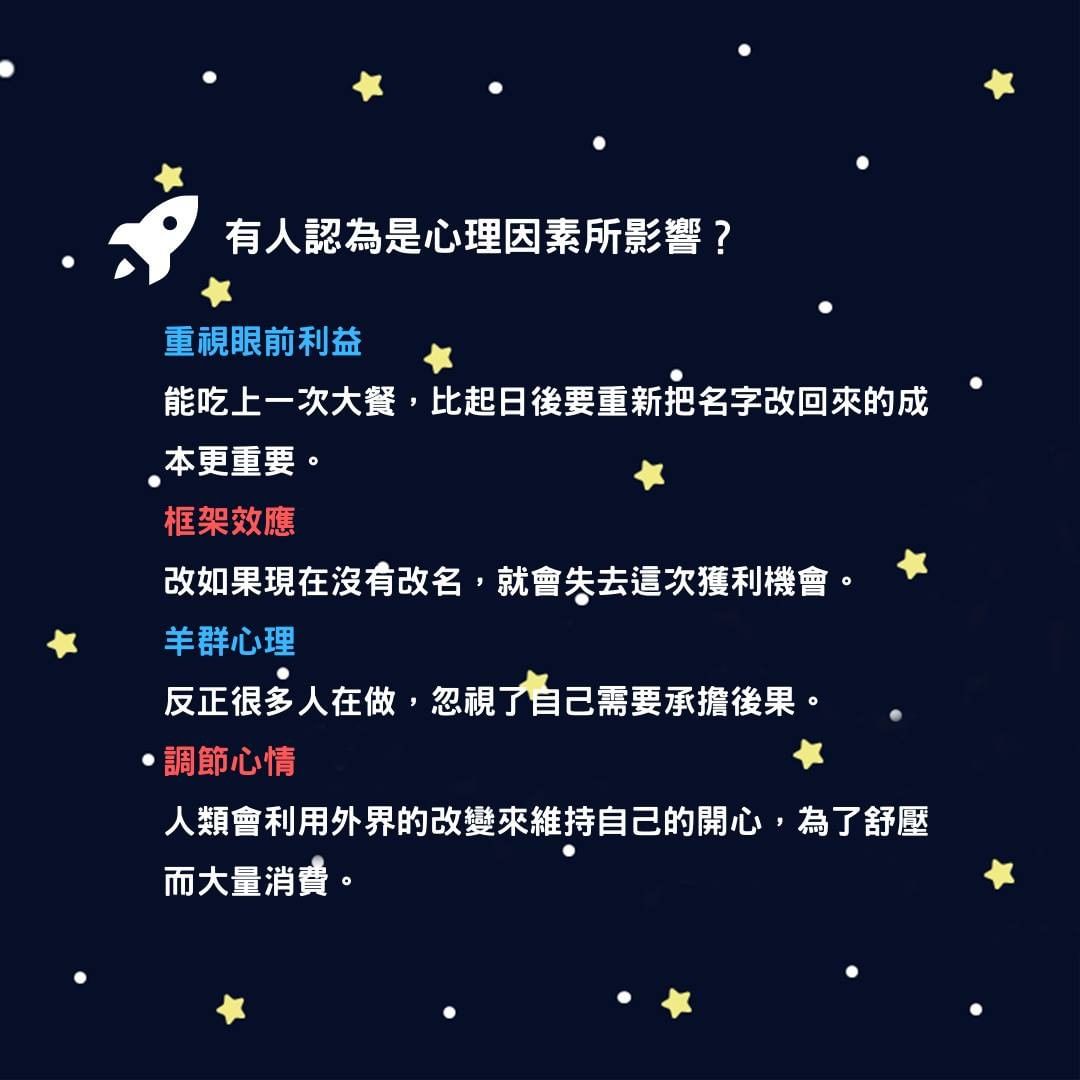 有人認為是心理因素所影響？
重視眼前利益
能吃上一次大餐，比起日後要重新把名字改回來的成
本更重要。
框架效應
改如果現在沒有改名，就會失去這次獲利機會。
羊群心理
反正很多人在做，忽視了自己需要承擔後果。
調節心情
人類會利用外界的改變來維持自己的開心，為了舒壓
而大量消費。